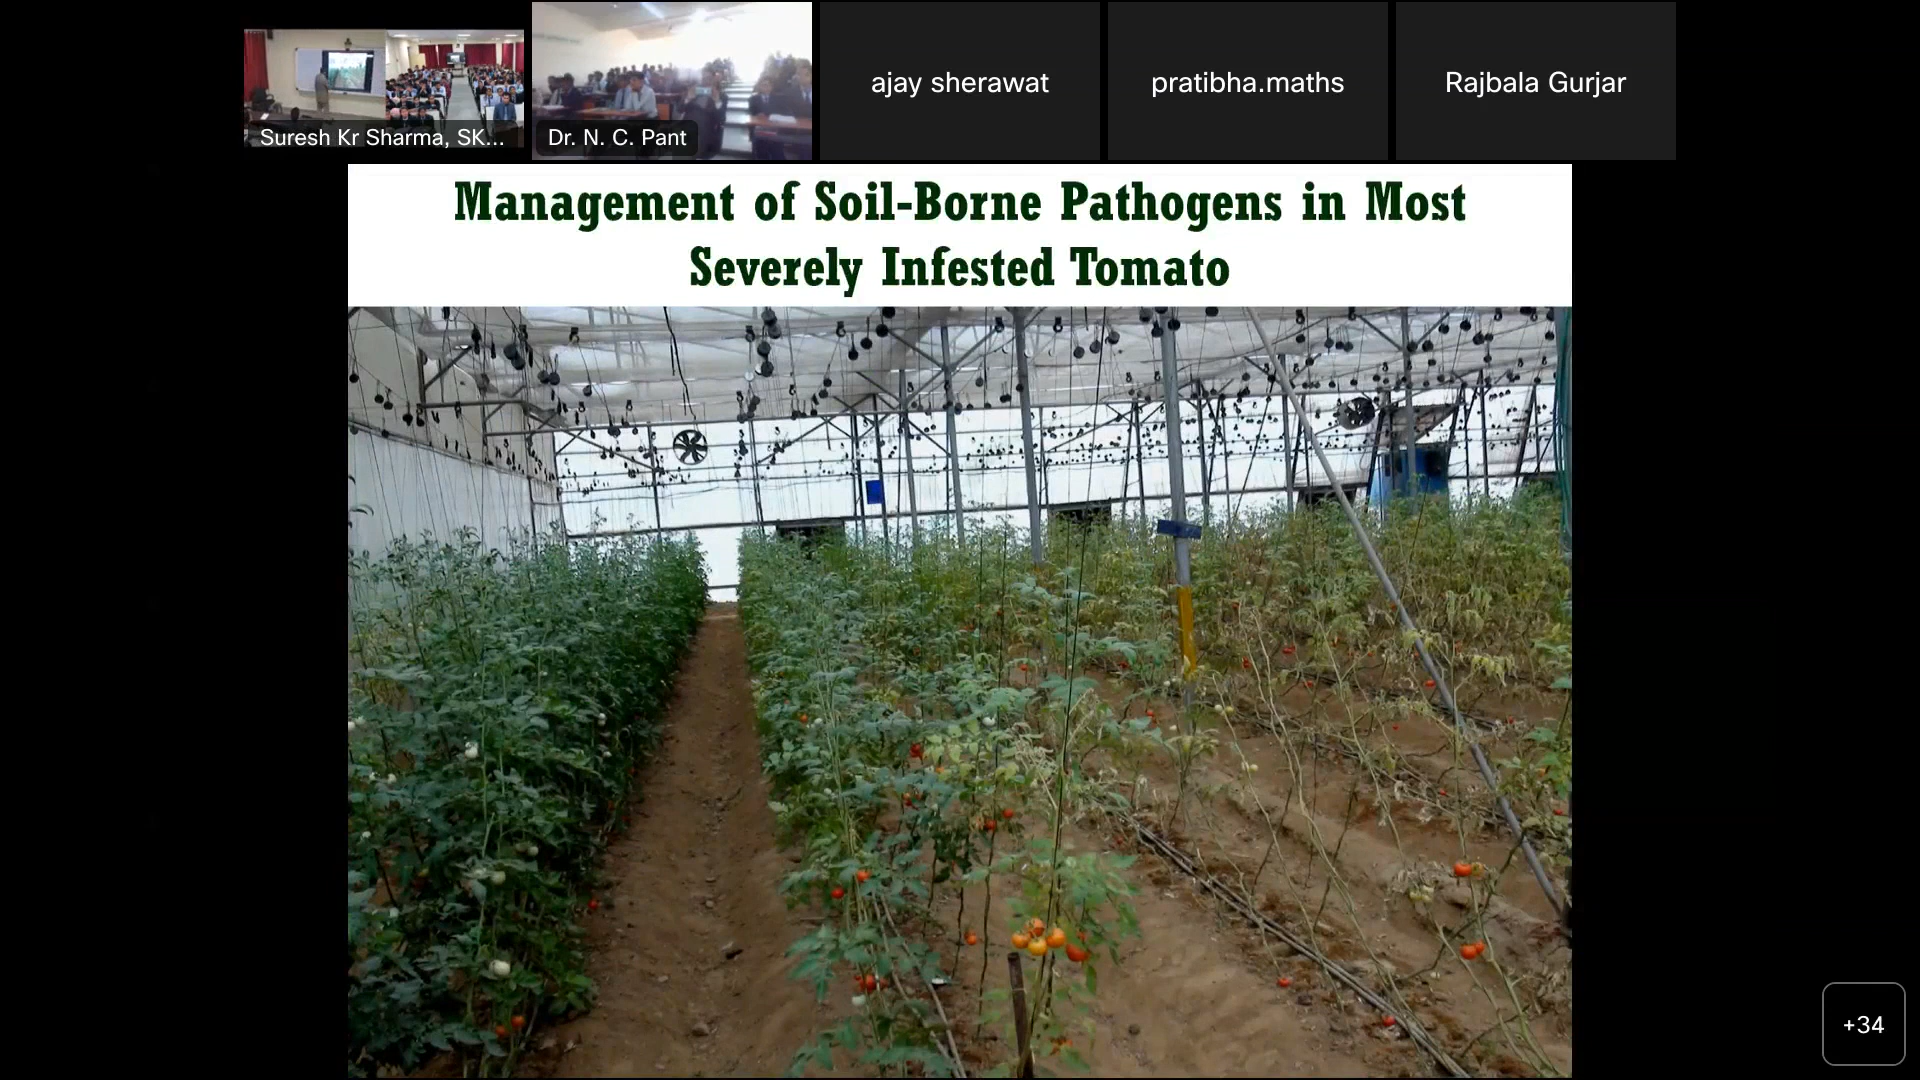 Suresh Kr Sharma, SK...
Dr. N. C. Pant
ajay sherawat
pratibha.maths
Rajbala Gurjar
Management of Soil-Borne Pathogens in Most
Severely Infested Tomato
+34